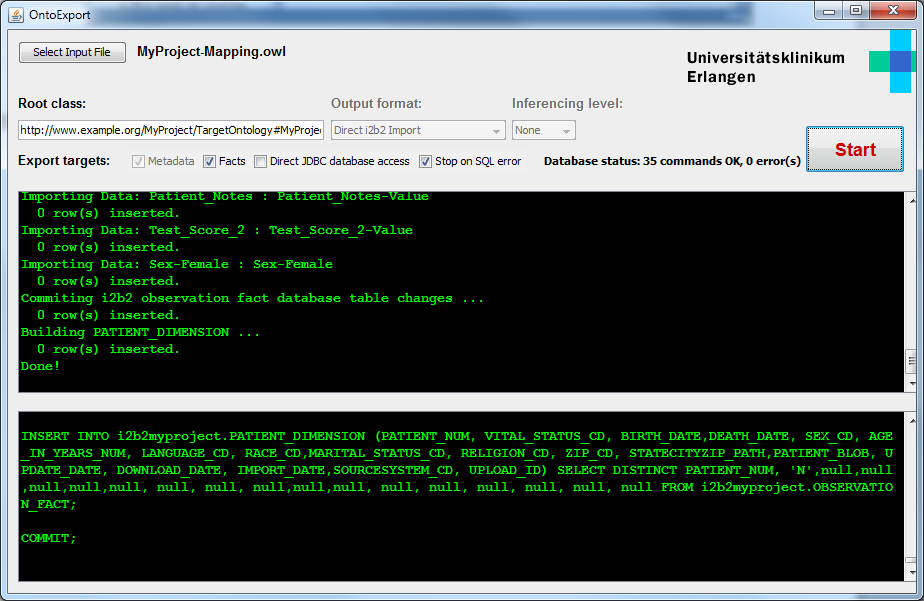 OntoExport
Select Input File
MyProject-Mapping.owl
Universitätsklinikum
Erlangen
Root class:
Output format:
Inferencing level:
http://www.example.org/MyProject/TargetOntology#MyProje
Direct i2b2 Import
None
Start
Export targets:
Metadata
Facts
Direct JDBC database access
Stop on SQL error
Database status: 35 commands OK, 0 error(s)
Importing Data: Patient_Notes : Patient_Notes-Value
0 row(s) inserted.
Importing Data: Test_Score_2 : Test_Score_2-Value
0 row(s) inserted.
Importing Data: Sex-Female : Sex-Female
0 row(s) inserted.
Commiting i2b2 observation fact database table changes ...
0 row(s) inserted.
Building PATIENT_DIMENSION ...
0 row(s) inserted.
Done!
INSERT INTO i2b2myproject.PATIENT_DIMENSION (PATIENT_NUM, VITAL_STATUS_CD, BIRTH_DATE,DEATH_DATE, SEX_CD, AGE
_IN_YEARS_NUM, LANGUAGE_CD, RACE_CD,MARITAL_STATUS_CD, RELIGION_CD, ZIP_CD, STATECITYZIP_PATH,PATIENT_BLOB, U
PDATE_DATE, DOWNLOAD_DATE, IMPORT_DATE,SOURCESYSTEM_CD, UPLOAD_ID) SELECT DISTINCT PATIENT_NUM, 'N',null,null
,null,null,null, null, null, null,null,null, null, null, null, null, null, null FROM i2b2myproject.OBSERVATIO
N_FACT;
COMMIT;